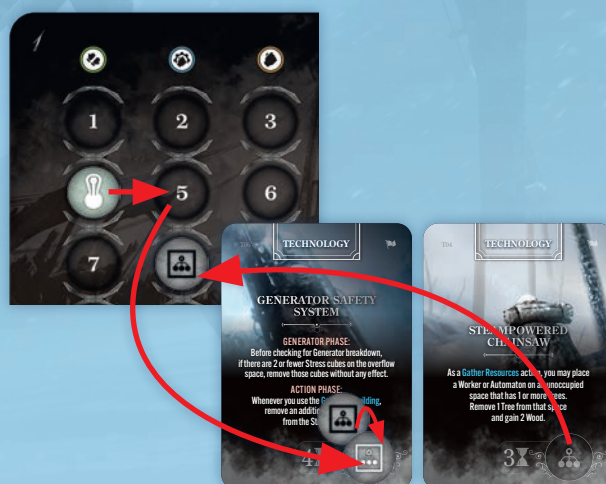 1 2 3
5 6
7
TECHNOLOGY
GENERATOR SAFETY
SYSTEM
GENERATOR PHASE:
Before checking for Generator breakdown,
if there are 2 or fewer Stress cubes on the overflow
space, remove those cubes without any effect.
ACTION PHASE:
Whenever you use the
remove an
from the
4
T04
TECHNOLOGY
STEAMPOWERED
CHAINSAW
As a Gather Resources action, you may place
a Worker or Automaton on an unoccupied
space that has 1 or more Trees.
Remove 1 Tree from that space
and gain 2 Wood.
3